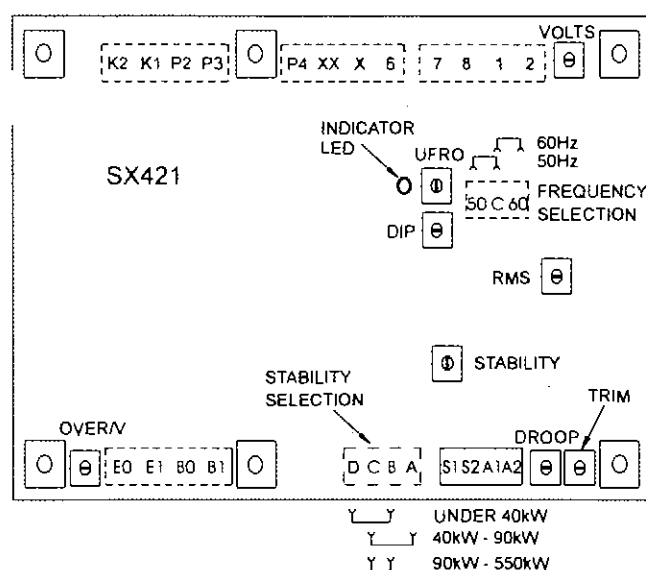 VOLTS
K2 K1 P2 P3
P4 XX X 6
7 8 1 2
INDICATOR
LED
UFRO
60Hz
50Hz
SX421
50 C 60
FREQUENCY
SELECTION
DIP
RMS
STABILITY
STABILITY
SELECTION
TRIM
OVER/V
DROOP
E0 E1 B0 B1
D C B A
S1 S2 A1 A2
UNDER 40kW
40kW - 90kW
90kW - 550kW